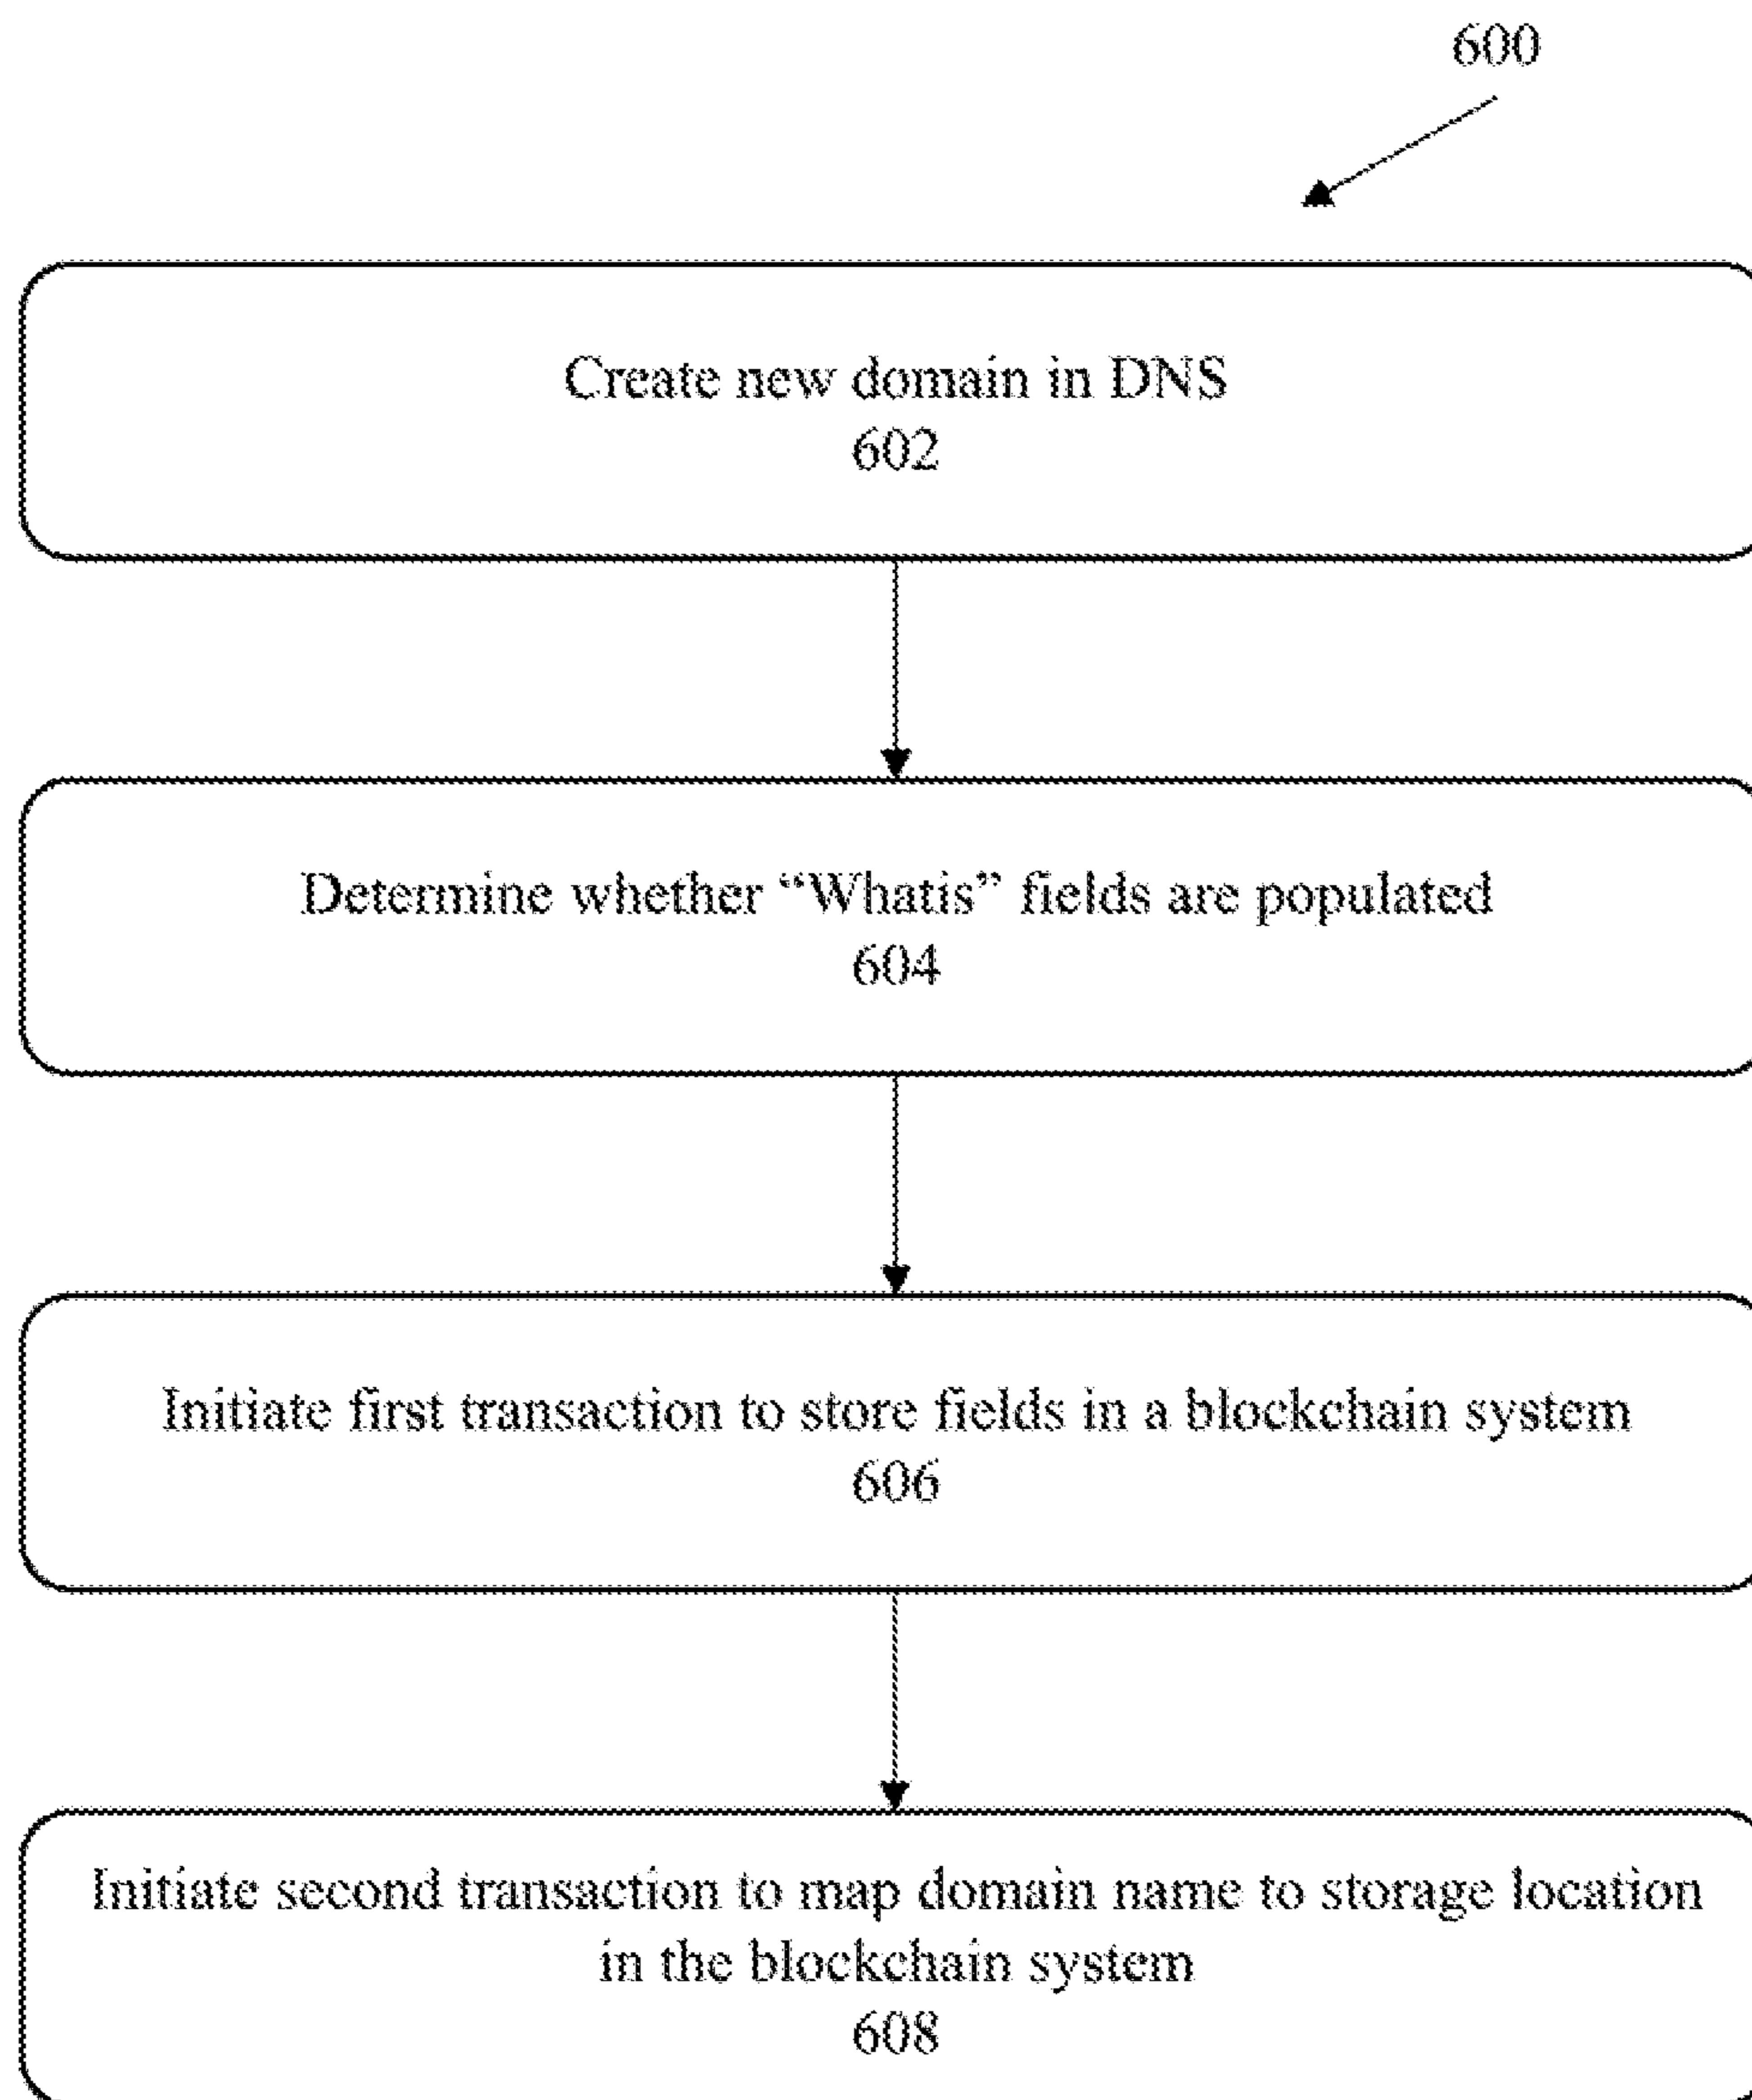 600
Create new domain in DNS
602
Determine whether “Whatis” fields are populated
604
Initiate first transaction to store fields in a blockchain system
606
Initiate second transaction to map domain name to storage location
in the blockchain system
608